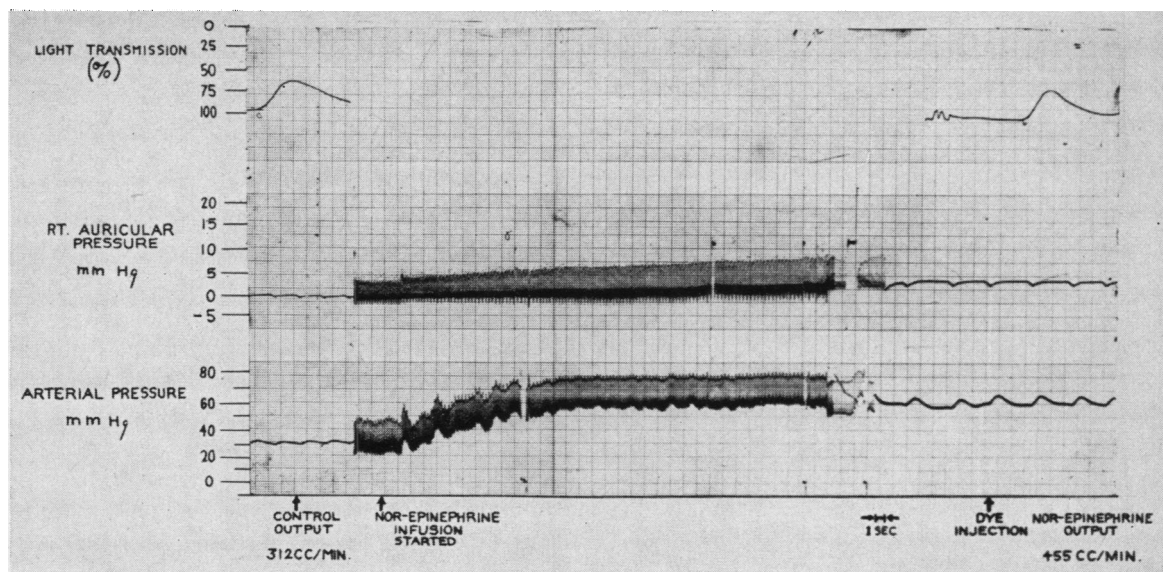 LIGHT TRANSMISSION
(%)
0
25
50
75
100
RT. AURICULAR
PRESSURE
mm Hg
20
15
10
5
0
-5
ARTERIAL PRESSURE
mm Hg
80
60
40
20
0
CONTROL
OUTPUT
312CC/MIN.
NOR-EPINEPHRINE
INFUSION
STARTED
1 SEC
DYE
INJECTION
NOR-EPINEPHRINE
OUTPUT
455 CC/MIN.